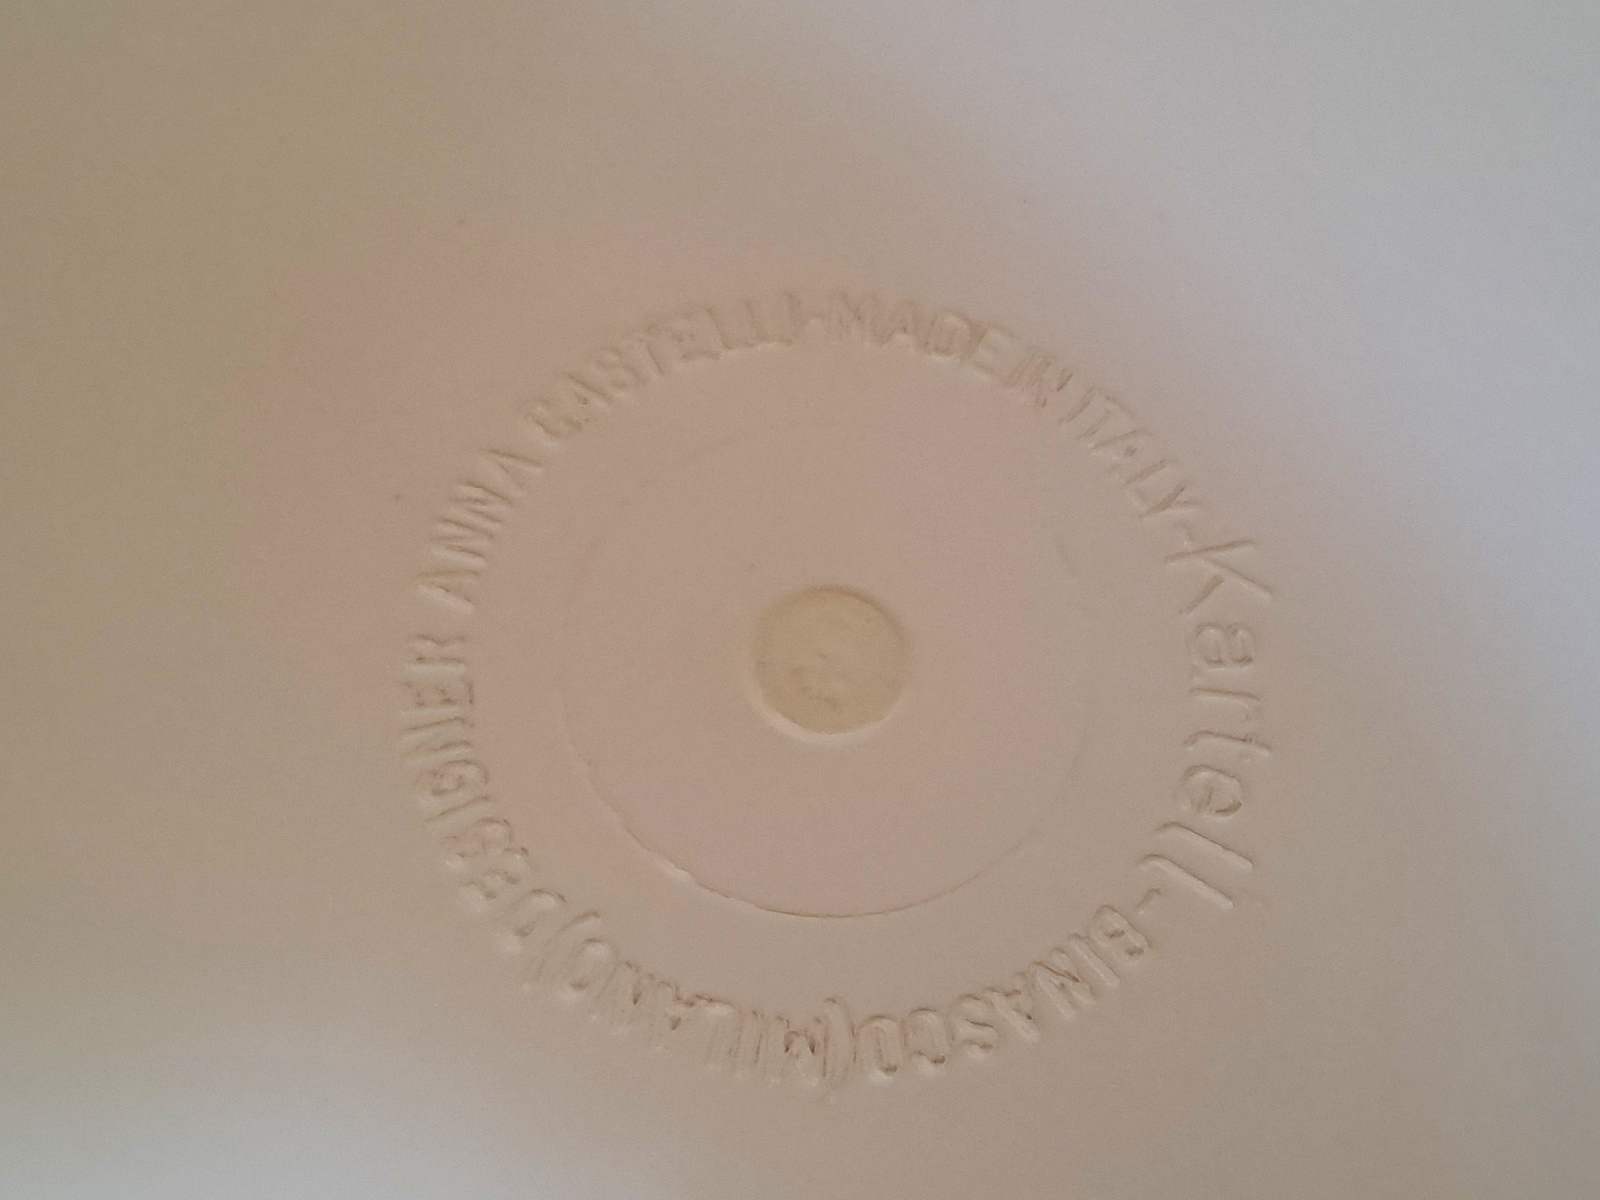 DESIGNER ANNA CASTELLI-MADE IN ITALY-Kartell-BINASCO(MILANO)